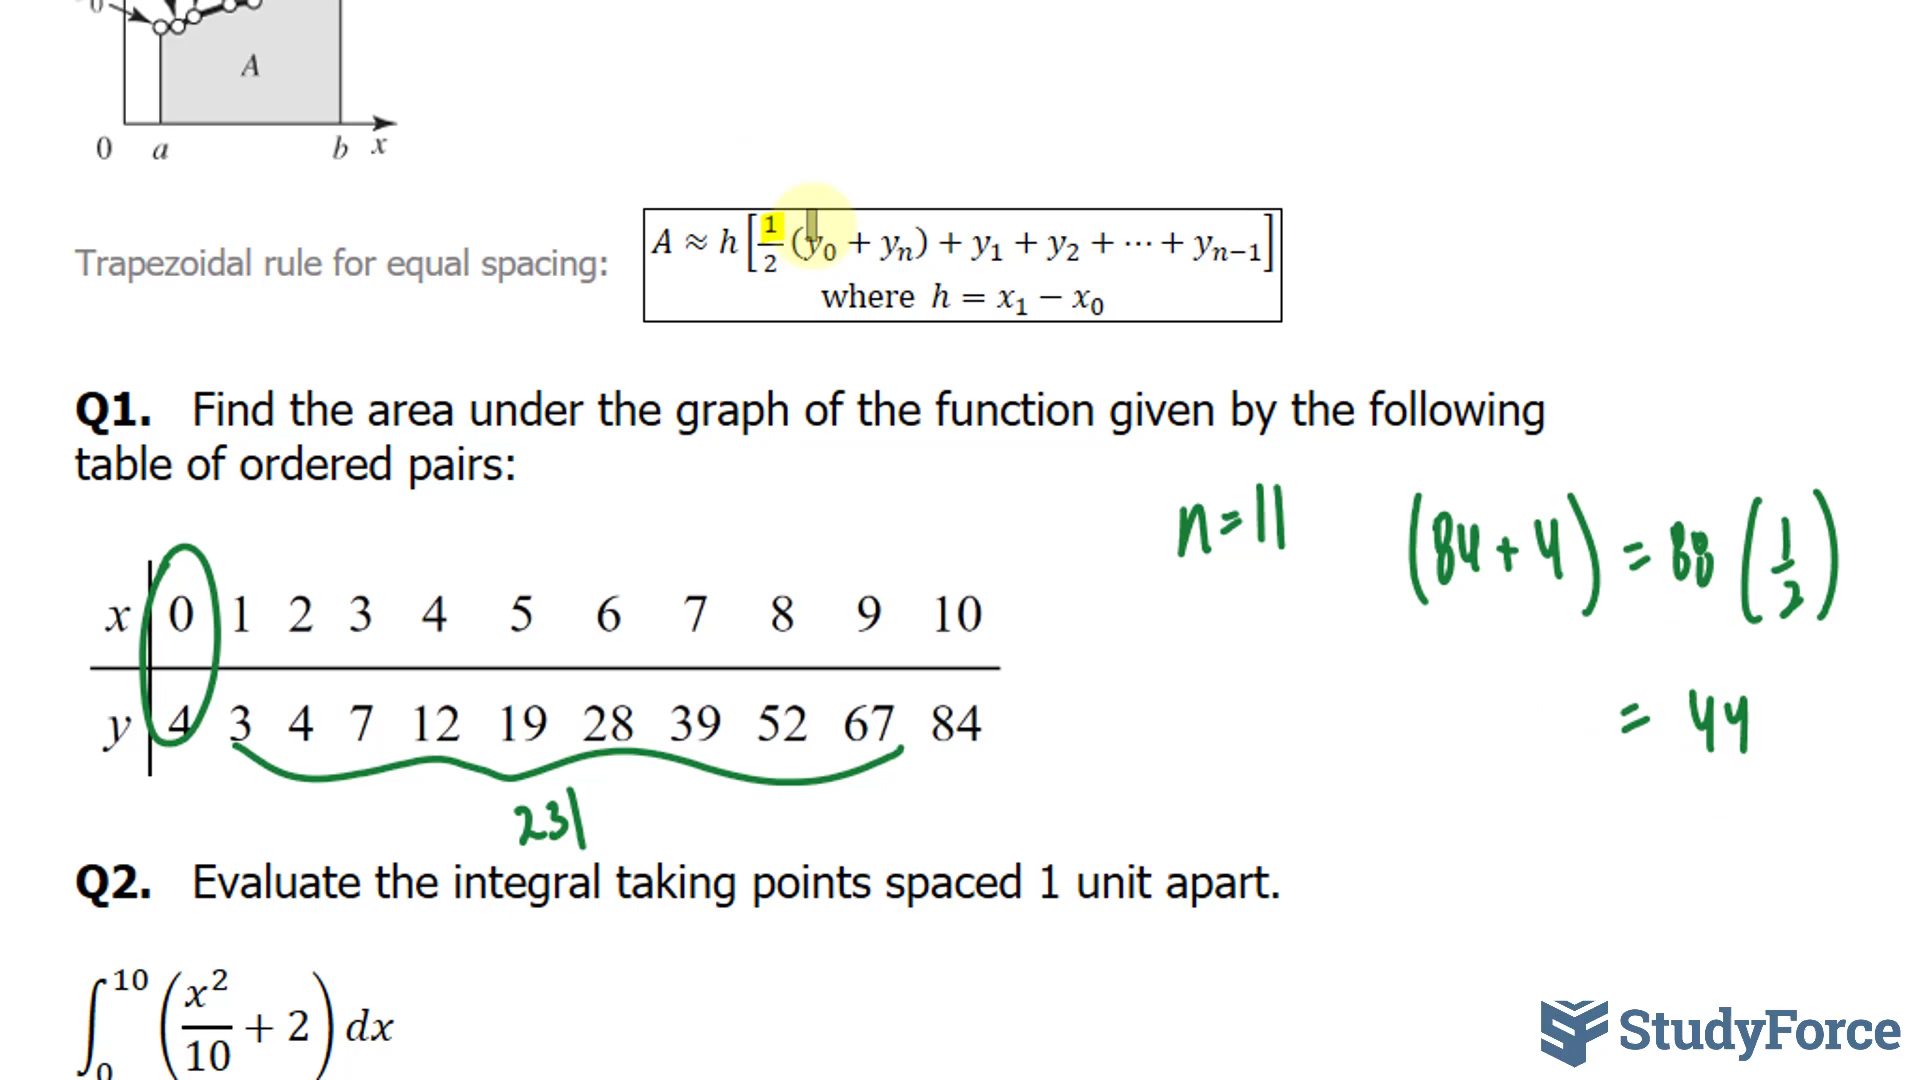 0
A
0 a b x
Trapezoidal rule for equal spacing:
A ≈ h [ 1/2 (y₀ + yₙ) + y₁ + y₂ + ⋯ + yₙ₋₁ ]
where h = x₁ − x₀
Q1. Find the area under the graph of the function given by the following
table of ordered pairs:
n = 11
(84 + 4) = 88 (1/2)
= 44
x 0 1 2 3 4 5 6 7 8 9 10
y 4 3 4 7 12 19 28 39 52 67 84
231
Q2. Evaluate the integral taking points spaced 1 unit apart.
∫₀¹⁰ (x²/10 + 2) dx
StudyForce